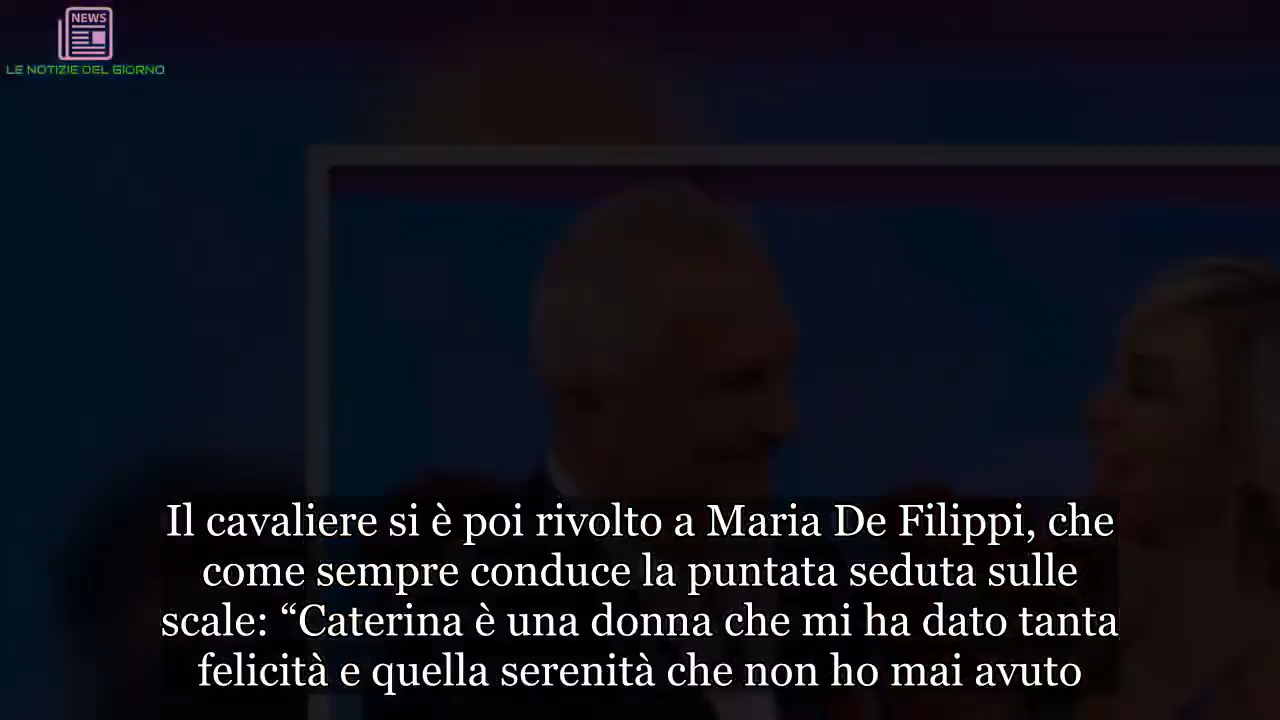 NEWS
LE NOTIZIE DEL GIORNO
Il cavaliere si è poi rivolto a Maria De Filippi, che
come sempre conduce la puntata seduta sulle
scale: “Caterina è una donna che mi ha dato tanta
felicità e quella serenità che non ho mai avuto